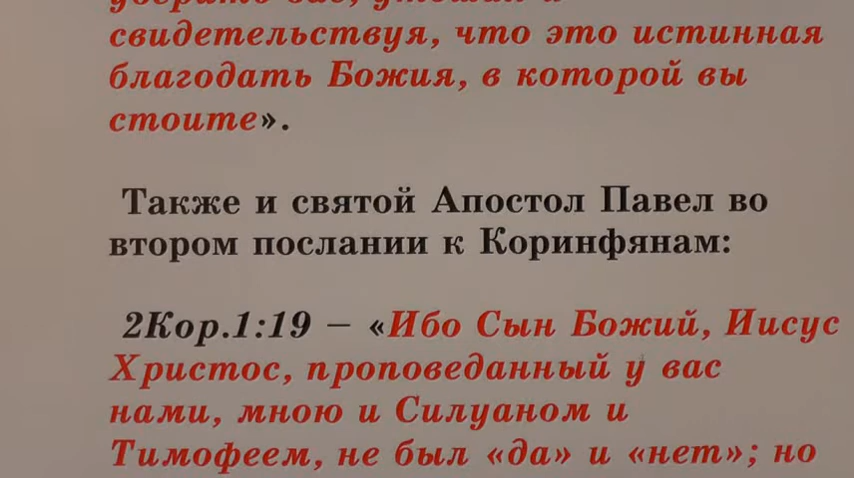 свидетельствуя, что это истинная
благодать Божия, в которой вы
стоите».
Также и святой Апостол Павел во
втором послании к Коринфянам:
2Кор.1:19 – «Ибо Сын Божий, Иисус
Христос, проповеданный у вас
нами, мною и Силуаном и
Тимофеем, не был «да» и «нет»; но